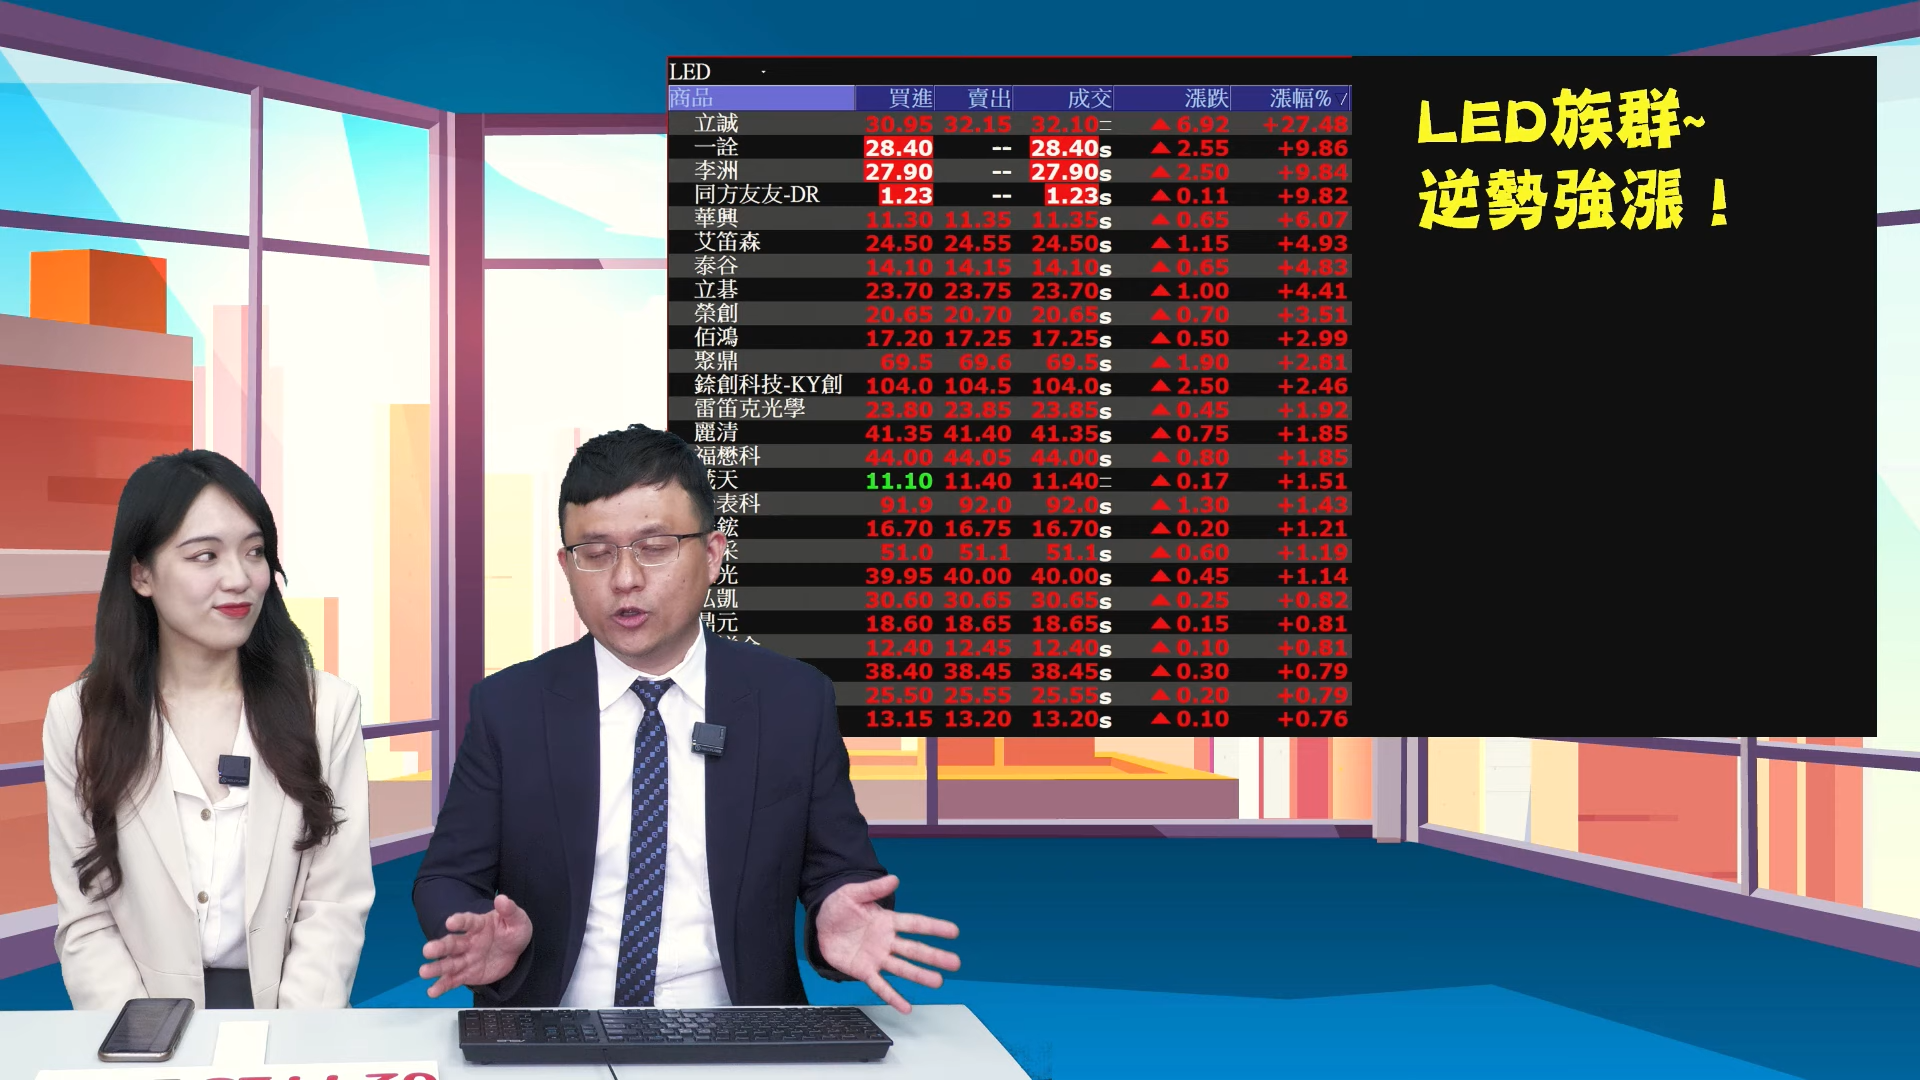 LED
商品 買進 賣出 成交 漲跌 漲幅%
立誠 30.95 32.15 32.10 ▲ 6.92 +27.48
一詮 28.40 -- 28.40s ▲ 2.55 +9.86
李洲 27.90 -- 27.90s ▲ 2.50 +9.84
同方友友-DR 1.23 -- 1.23s ▲ 0.11 +9.82
華興 11.30 11.35 11.35s ▲ 0.65 +6.07
艾笛森 24.50 24.55 24.50s ▲ 1.15 +4.93
泰谷 14.10 14.15 14.10s ▲ 0.65 +4.83
立碁 23.70 23.75 23.70s ▲ 1.00 +4.41
榮創 20.65 20.70 20.65s ▲ 0.70 +3.51
佰鴻 17.20 17.25 17.25s ▲ 0.50 +2.99
聚鼎 69.5 69.6 69.5s ▲ 1.90 +2.81
錼創科技-KY創 104.0 104.5 104.0s ▲ 2.50 +2.46
雷笛克光學 23.80 23.85 23.85s ▲ 0.45 +1.92
麗清 41.35 41.40 41.35s ▲ 0.75 +1.85
福懋科 44.00 44.05 44.00s ▲ 0.80 +1.85
天 11.10 11.40 11.40 ▲ 0.17 +1.51
表科 91.9 92.0 92.0s ▲ 1.30 +1.43
鋐 16.70 16.75 16.70s ▲ 0.20 +1.21
采 51.0 51.1 51.1s ▲ 0.60 +1.19
光 39.95 40.00 40.00s ▲ 0.45 +1.14
弘凱 30.60 30.65 30.65s ▲ 0.25 +0.82
鼎元 18.60 18.65 18.65s ▲ 0.15 +0.81
12.40 12.45 12.40s ▲ 0.10 +0.81
38.40 38.45 38.45s ▲ 0.30 +0.79
25.50 25.55 25.55s ▲ 0.20 +0.79
13.15 13.20 13.20s ▲ 0.10 +0.76
LED族群~
逆勢強漲！